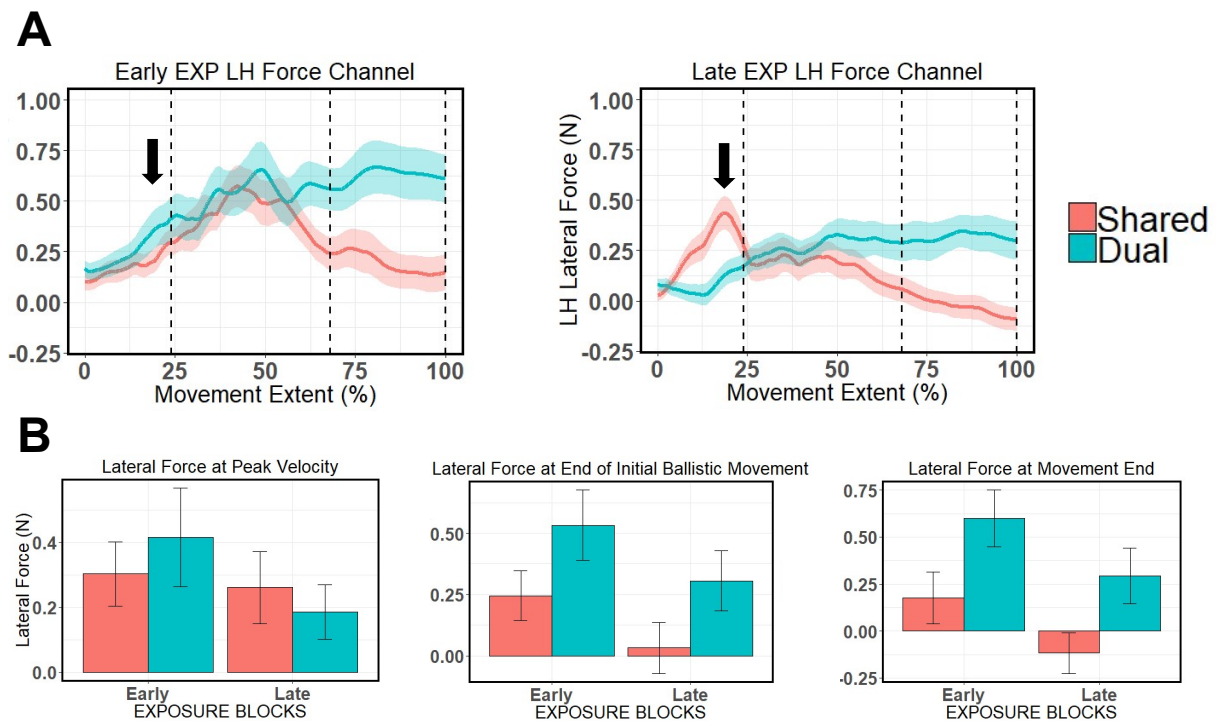 A
Early EXP LH Force Channel
1.00
0.75
0.50
0.25
0.00
-0.25
0 25 50 75 100
Movement Extent (%)
Late EXP LH Force Channel
LH Lateral Force (N)
1.00
0.75
0.50
0.25
0.00
-0.25
0 25 50 75 100
Movement Extent (%)
Shared
Dual
B
Lateral Force at Peak Velocity
Lateral Force (N)
0.4
0.2
0.0
Early Late
EXPOSURE BLOCKS
Lateral Force at End of Initial Ballistic Movement
0.50
0.25
0.00
Early Late
EXPOSURE BLOCKS
Lateral Force at Movement End
0.75
0.50
0.25
0.00
-0.25
Early Late
EXPOSURE BLOCKS